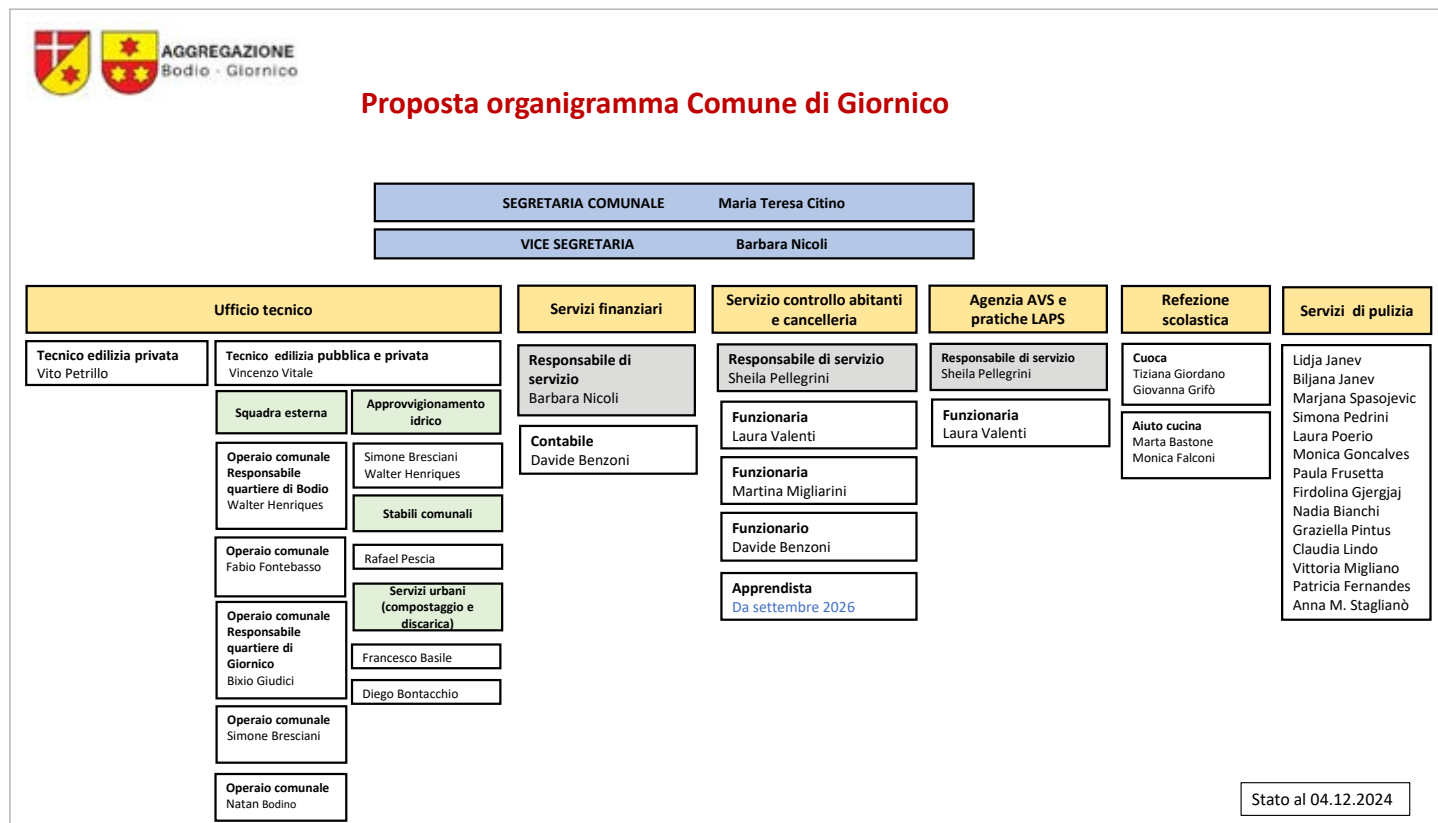 AGGREGAZIONE
Bodio - Giornico
Proposta organigramma Comune di Giornico
SEGRETARIA COMUNALE Maria Teresa Citino
VICE SEGRETARIA Barbara Nicoli
Ufficio tecnico
Tecnico edilizia privata
Vito Petrillo
Tecnico edilizia pubblica e privata
Vincenzo Vitale
Squadra esterna
Operaio comunale
Responsabile
quartiere di Bodio
Walter Henriques
Operaio comunale
Fabio Fontebasso
Operaio comunale
Responsabile
quartiere di
Giornico
Bixio Giudici
Operaio comunale
Simone Bresciani
Operaio comunale
Natan Bodino
Approvvigionamento
idrico
Simone Bresciani
Walter Henriques
Stabili comunali
Rafael Pescia
Servizi urbani
(compostaggio e
discarica)
Francesco Basile
Diego Bontacchio
Servizi finanziari
Responsabile di
servizio
Barbara Nicoli
Contabile
Davide Benzoni
Servizio controllo abitanti
e cancelleria
Responsabile di servizio
Sheila Pellegrini
Funzionaria
Laura Valenti
Funzionaria
Martina Migliarini
Funzionario
Davide Benzoni
Apprendista
Da settembre 2026
Agenzia AVS e
pratiche LAPS
Responsabile di servizio
Sheila Pellegrini
Funzionaria
Laura Valenti
Refezione
scolastica
Cuoca
Tiziana Giordano
Giovanna Grifò
Aiuto cucina
Marta Bastone
Monica Falconi
Servizi di pulizia
Lidja Janev
Biljana Janev
Marjana Spasojevic
Simona Pedrini
Laura Poerio
Monica Goncalves
Paula Frusetta
Firdolina Gjergjaj
Nadia Bianchi
Graziella Pintus
Claudia Lindo
Vittoria Migliano
Patricia Fernandes
Anna M. Staglianò
Stato al 04.12.2024